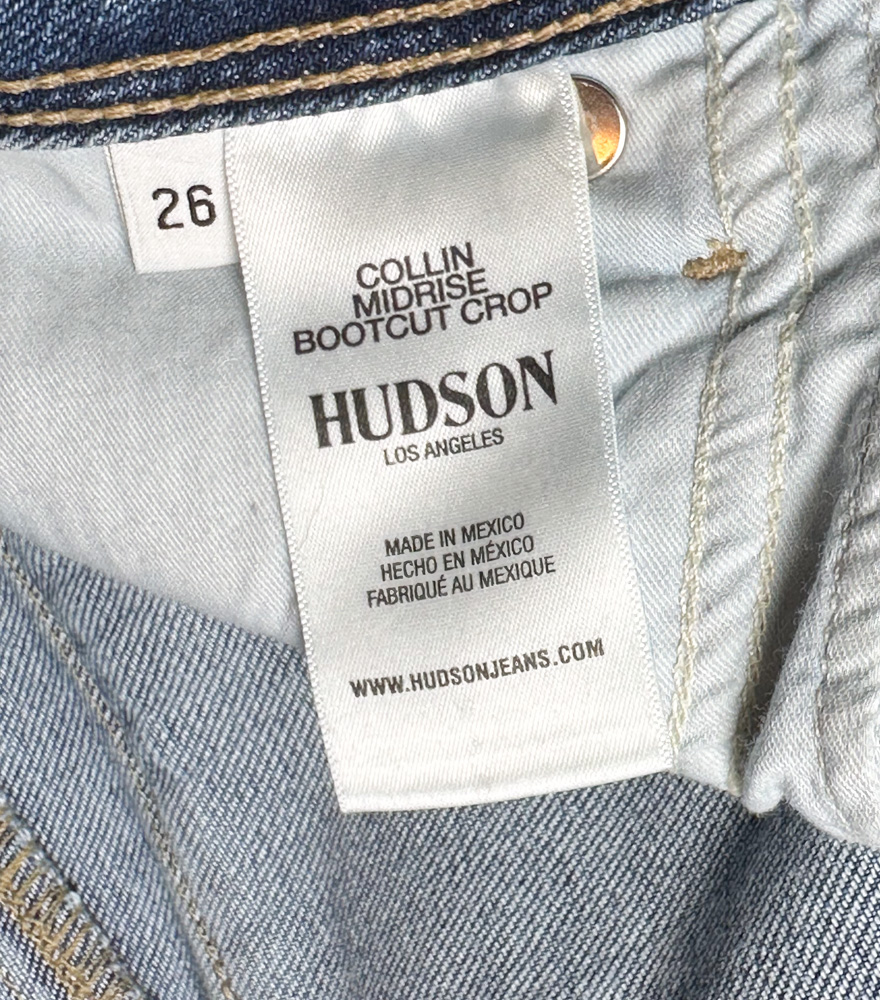 26
COLLIN
MIDRISE
BOOTCUT CROP
HUDSON
LOS ANGELES
MADE IN MEXICO
HECHO EN MÉXICO
FABRIQUÉ AU MEXIQUE
WWW.HUDSONJEANS.COM